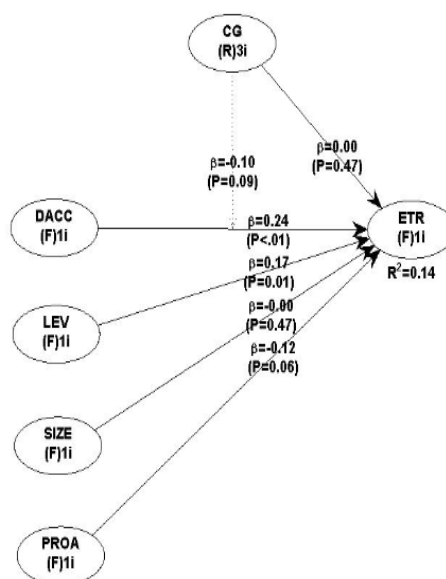 CG
(R)3i
β=0.00
(P=0.47)
β=-0.10
(P=0.09)
DACC
(F)1i
β=0.24
(P<.01)
ETR
(F)1i
R²=0.14
β=0.17
(P=0.01)
LEV
(F)1i
β=-0.00
(P=0.47)
β=-0.12
(P=0.06)
SIZE
(F)1i
PROA
(F)1i